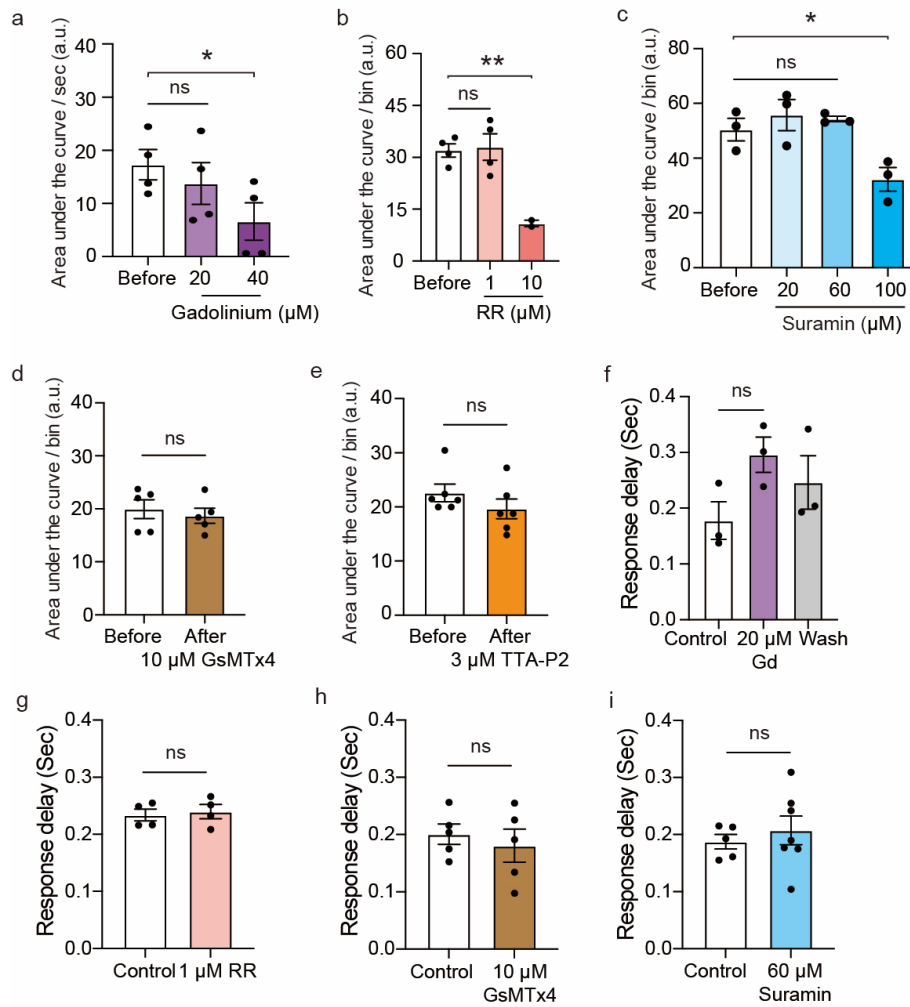 a
Area under the curve / sec (a.u.)
40
30
20
10
0
*
ns
Before
20
40
Gadolinium (µM)
b
Area under the curve / bin (a.u.)
60
45
30
15
0
**
ns
Before
1
10
RR (µM)
c
Area under the curve / bin (a.u.)
80
60
40
20
0
*
ns
Before
20
60
100
Suramin (µM)
d
Area under the curve / bin (a.u.)
40
30
20
10
0
ns
Before
After
10 µM GsMTx4
e
Area under the curve / bin (a.u.)
40
30
20
10
0
ns
Before
After
3 µM TTA-P2
f
Response delay (Sec)
0.4
0.3
0.2
0.1
0.0
ns
Control
20 µM
Wash
Gd
g
Response delay (Sec)
0.4
0.3
0.2
0.1
0.0
ns
Control
1 µM RR
h
Response delay (Sec)
0.4
0.3
0.2
0.1
0.0
ns
Control
10 µM
GsMTx4
i
Response delay (Sec)
0.4
0.3
0.2
0.1
0.0
ns
Control
60 µM
Suramin